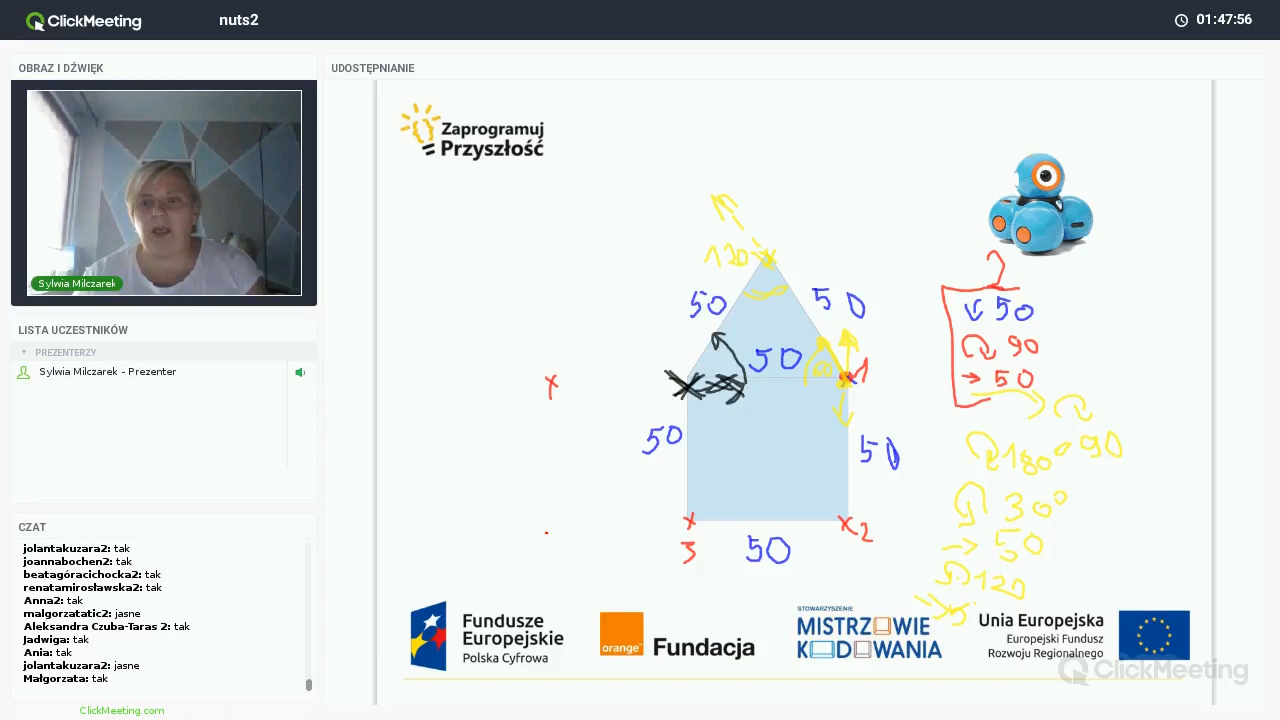 ClickMeeting
nuts2
01:47:56
OBRAZ I DŹWIĘK
UDOSTĘPNIANIE
Sylwia Milczarek
LISTA UCZESTNIKÓW
PREZENTERZY
Sylwia Milczarek - Prezenter
CZAT
jolantakuzara2: tak
joannabochen2: tak
beatagóracichocka2: tak
renatamirosławska2: tak
Anna2: tak
malgorzatatic2: jasne
Aleksandra Czuba-Taras 2: tak
Jadwiga: tak
Ania: tak
jolantakuzara2: jasne
Małgorzata: tak
ClickMeeting.com
Zaprogramuj
Przyszłość
120
50
50
50
60
1
x
50
50
x
x 2
3
50
50
90
→ 50
180 - 90
30°
→ 50
120
Fundusze
Europejskie
Polska Cyfrowa
orange
Fundacja
STOWARZYSZENIE
MISTRZOWIE
KODOWANIA
Unia Europejska
Europejski Fundusz
Rozwoju Regionalnego
ClickMeeting